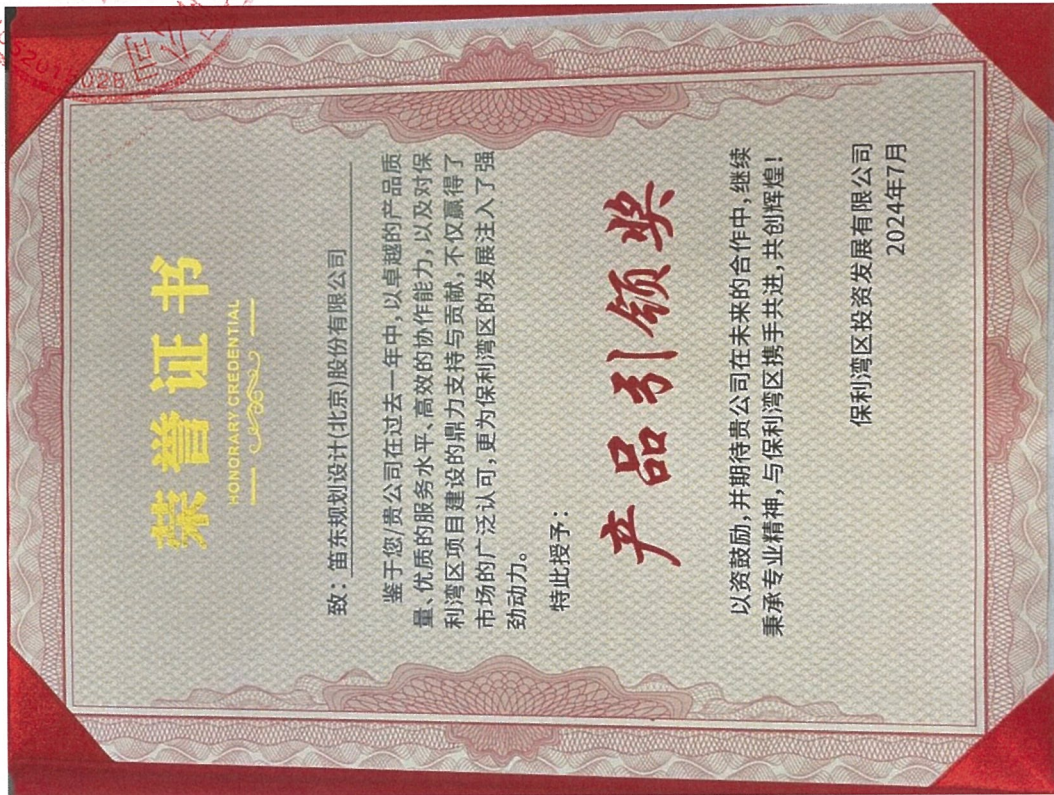 荣誉证书
HONORARY CREDENTIAL
致：笛东规划设计(北京)股份有限公司
鉴于您/贵公司在过去一年中，以卓越的产品质
量、优质的服务水平、高效的协作能力，以及对保
利湾区项目建设的鼎力支持与贡献，不仅赢得了
市场的广泛认可，更为保利湾区的发展注入了强
劲动力。
特此授予：
产品引领奖
以资鼓励，并期待贵公司在未来的合作中，继续
秉承专业精神，与保利湾区携手共进，共创辉煌！
保利湾区投资发展有限公司
2024年7月